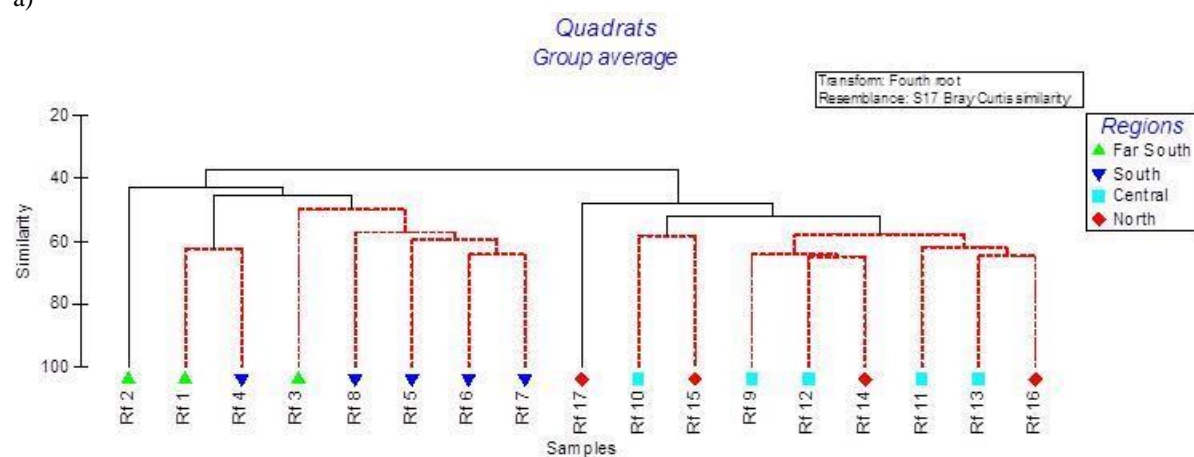 a)
Quadrats
Group average
Transform: Fourth root
Resemblance: S17 Bray Curtis similarity
Regions
Far South
South
Central
North
Similarity
20
40
60
80
100
Rf 2
Rf 1
Rf 4
Rf 3
Rf 8
Rf 5
Rf 6
Rf 7
Rf 17
Rf 10
Rf 15
Rf 9
Rf 12
Rf 14
Rf 11
Rf 13
Rf 16
Samples